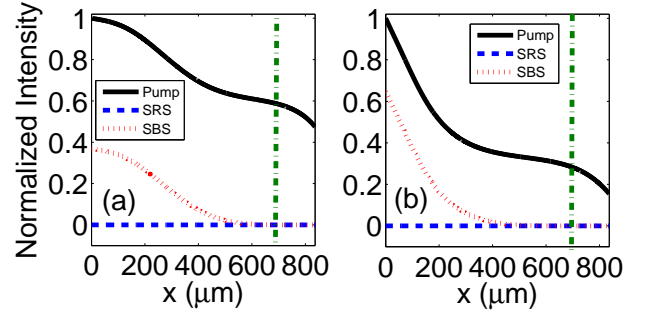 Normalized Intensity
1
0.8
0.6
0.4
0.2
0
Pump
SRS
SBS
(a)
0 200 400 600 800
x (μm)
1
0.8
0.6
0.4
0.2
0
Pump
SRS
SBS
(b)
0 200 400 600 800
x (μm)